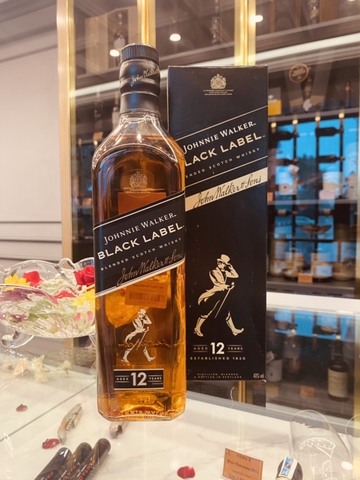 JOHNNIE WALKER
BLACK LABEL
BLENDED SCOTCH WHISKY
John Walker & Sons
AGED 12 YEARS
JOHNNIE WALKER
LACK LABEL
BLENDED SCOTCH WHISKY
John Walker & Sons
AGED 12 YEARS
ESTABLISHED 1820